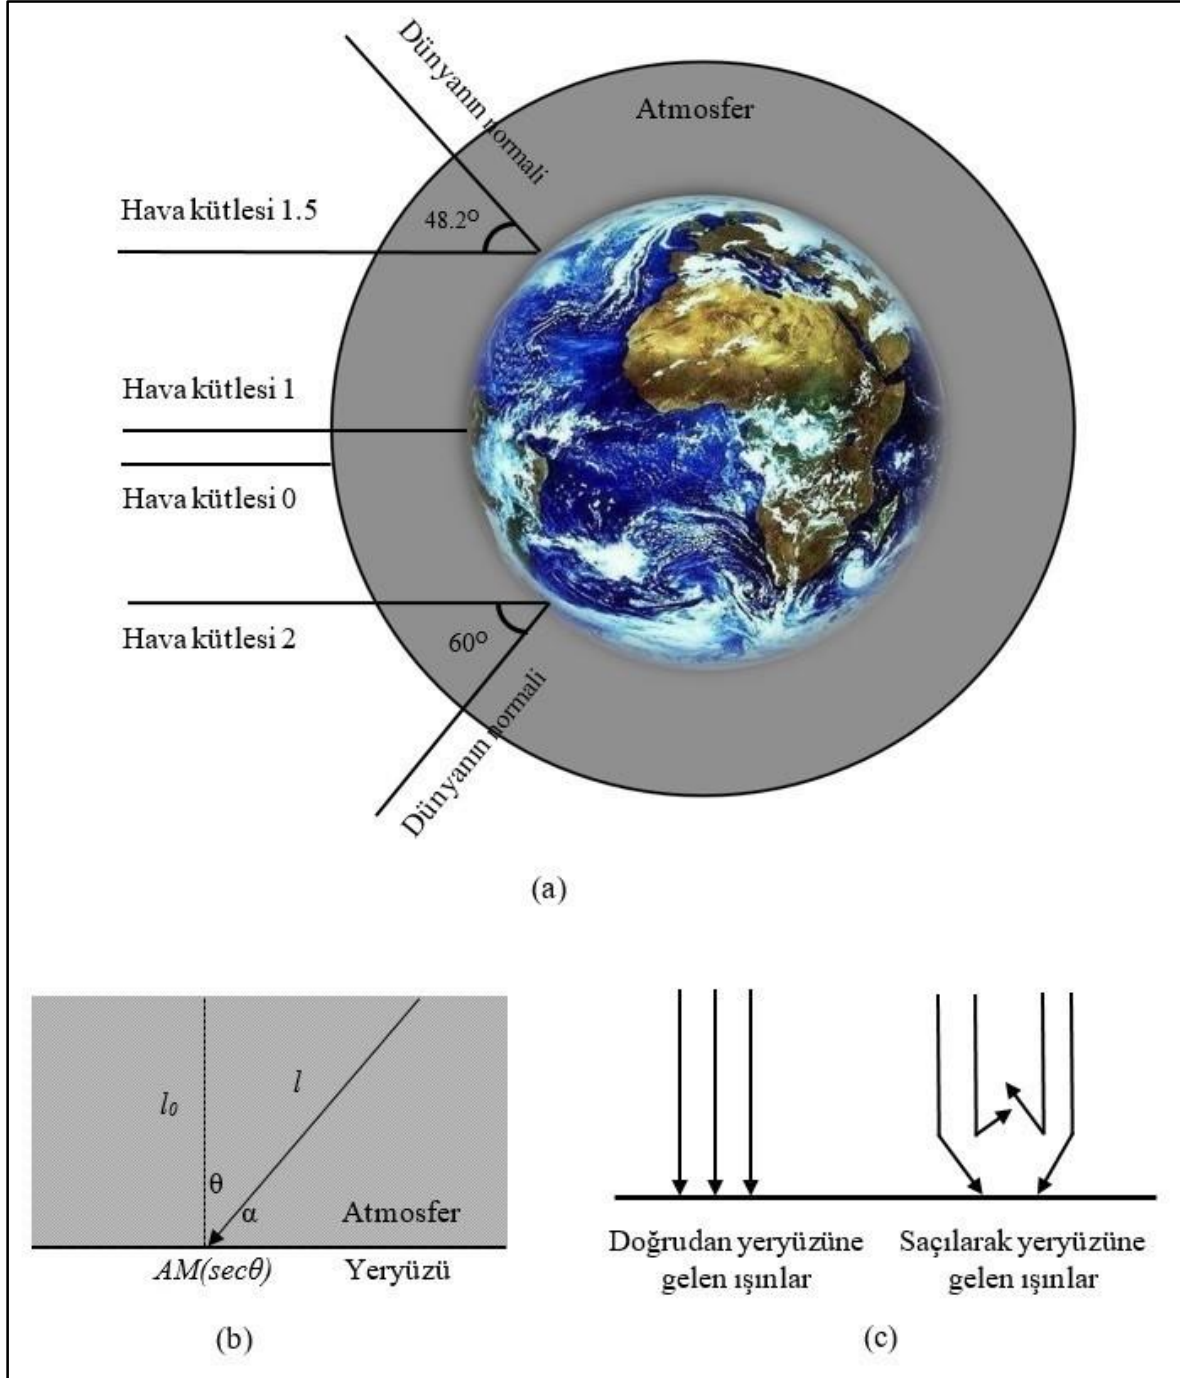 Dünyanın normali
Atmosfer
Hava kütlesi 1.5
48.2°
Hava kütlesi 1
Hava kütlesi 0
Hava kütlesi 2
60°
Dünyanın normali
(a)
l₀
l
θ
α
Atmosfer
AM(secθ)
Yeryüzü
(b)
Doğrudan yeryüzüne
gelen ışınlar
Saçılarak yeryüzüne
gelen ışınlar
(c)